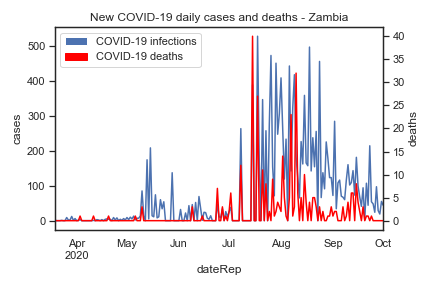 New COVID-19 daily cases and deaths - Zambia
COVID-19 infections
COVID-19 deaths
500
400
300
200
100
0
cases
40
35
30
25
20
15
10
5
0
deaths
Apr
2020
May
Jun
Jul
Aug
Sep
Oct
dateRep